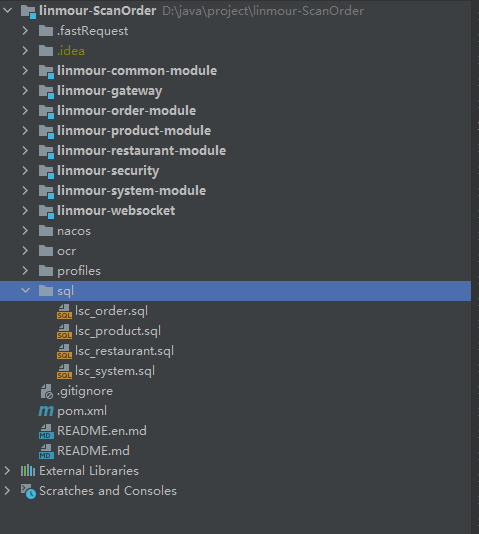 linmour-ScanOrder D:\java\project\linmour-ScanOrder
.fastRequest
.idea
linmour-common-module
linmour-gateway
linmour-order-module
linmour-product-module
linmour-restaurant-module
linmour-security
linmour-system-module
linmour-websocket
nacos
ocr
profiles
sql
SQL lsc_order.sql
SQL lsc_product.sql
SQL lsc_restaurant.sql
SQL lsc_system.sql
.gitignore
m pom.xml
MD README.en.md
MD README.md
External Libraries
Scratches and Consoles